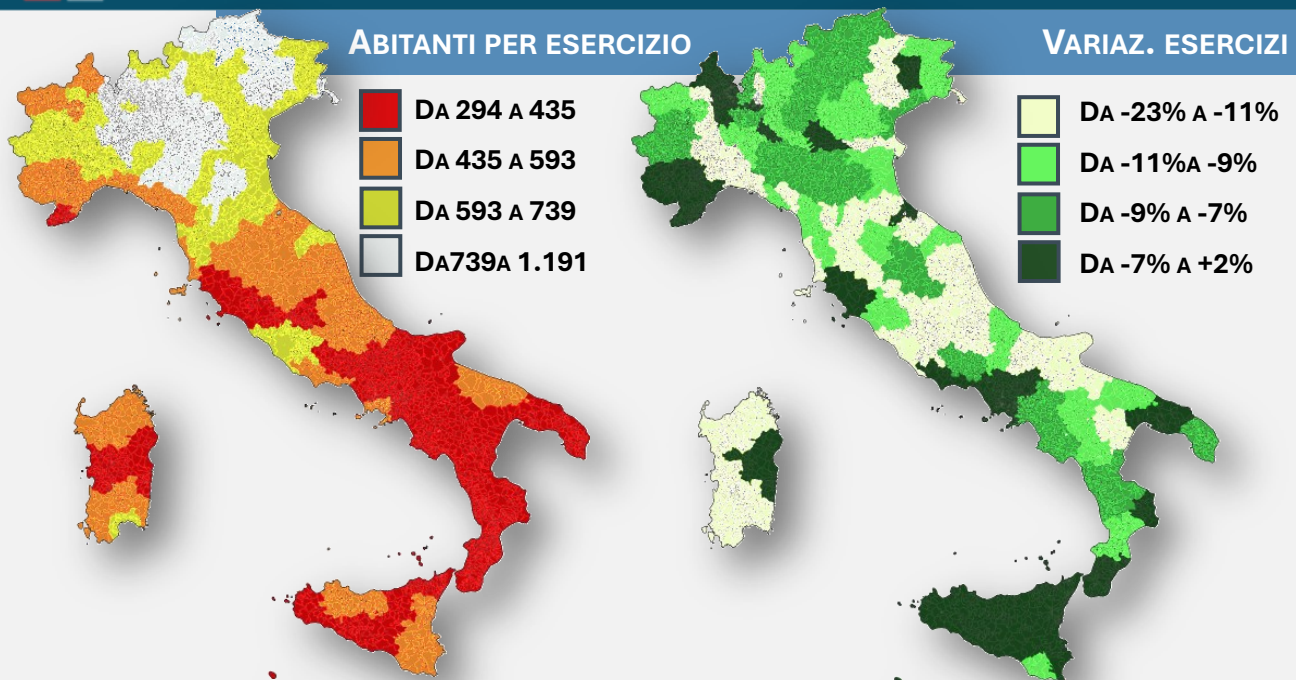 ABITANTI PER ESERCIZIO
DA 294 A 435
DA 435 A 593
DA 593 A 739
DA739A 1.191
VARIAZ. ESERCIZI
DA -23% A -11%
DA -11%A -9%
DA -9% A -7%
DA -7% A +2%